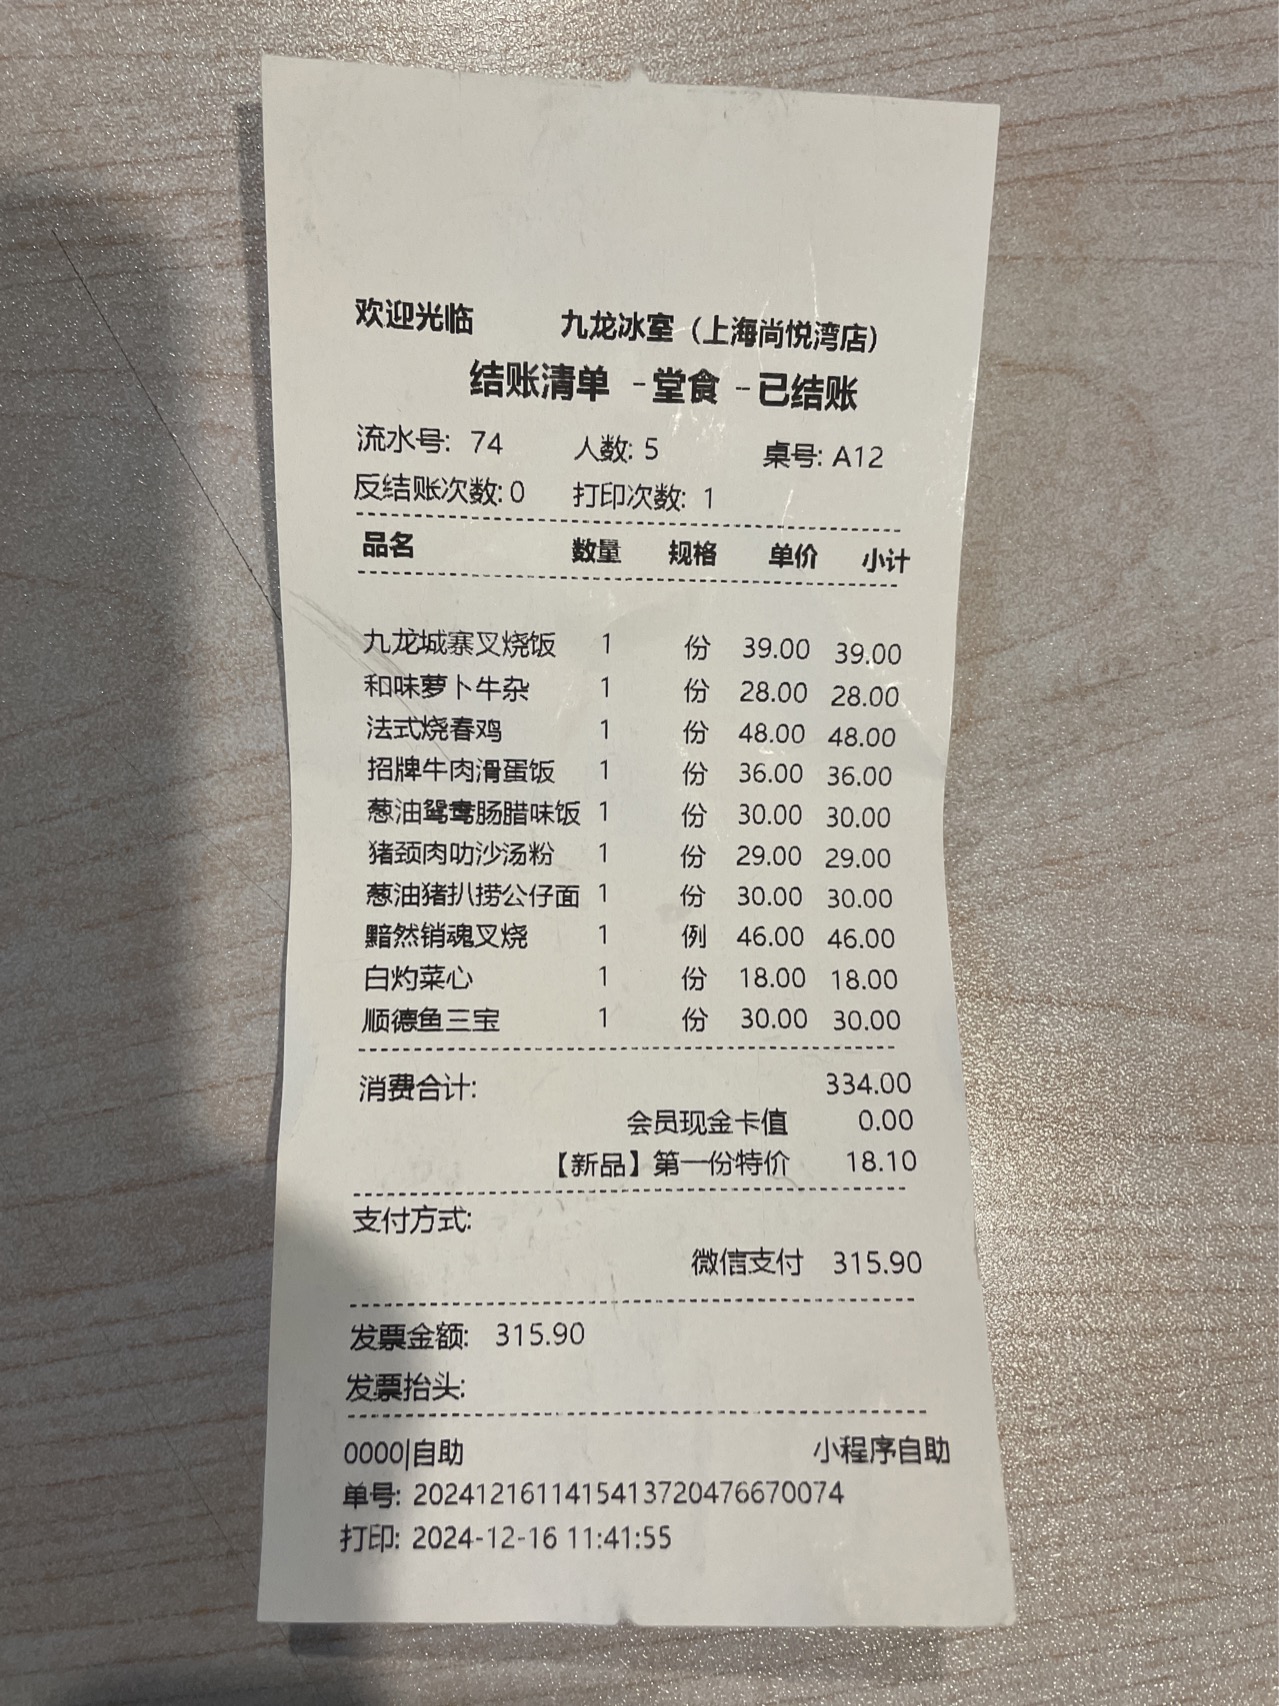 欢迎光临 九龙冰室（上海尚悦湾店）
结账清单 -堂食 -已结账
流水号: 74 人数: 5 桌号: A12
反结账次数: 0 打印次数: 1
品名 数量 规格 单价 小计
九龙城寨叉烧饭 1 份 39.00 39.00
和味萝卜牛杂 1 份 28.00 28.00
法式烧春鸡 1 份 48.00 48.00
招牌牛肉滑蛋饭 1 份 36.00 36.00
葱油鸳鸯肠腊味饭 1 份 30.00 30.00
猪颈肉叻沙汤粉 1 份 29.00 29.00
葱油猪扒捞公仔面 1 份 30.00 30.00
黯然销魂叉烧 1 例 46.00 46.00
白灼菜心 1 份 18.00 18.00
顺德鱼三宝 1 份 30.00 30.00
消费合计: 334.00
会员现金卡值 0.00
【新品】第一份特价 18.10
支付方式:
微信支付 315.90
发票金额: 315.90
发票抬头:
0000|自助 小程序自助
单号: 20241216114154137204766​70074
打印: 2024-12-16 11:41:55